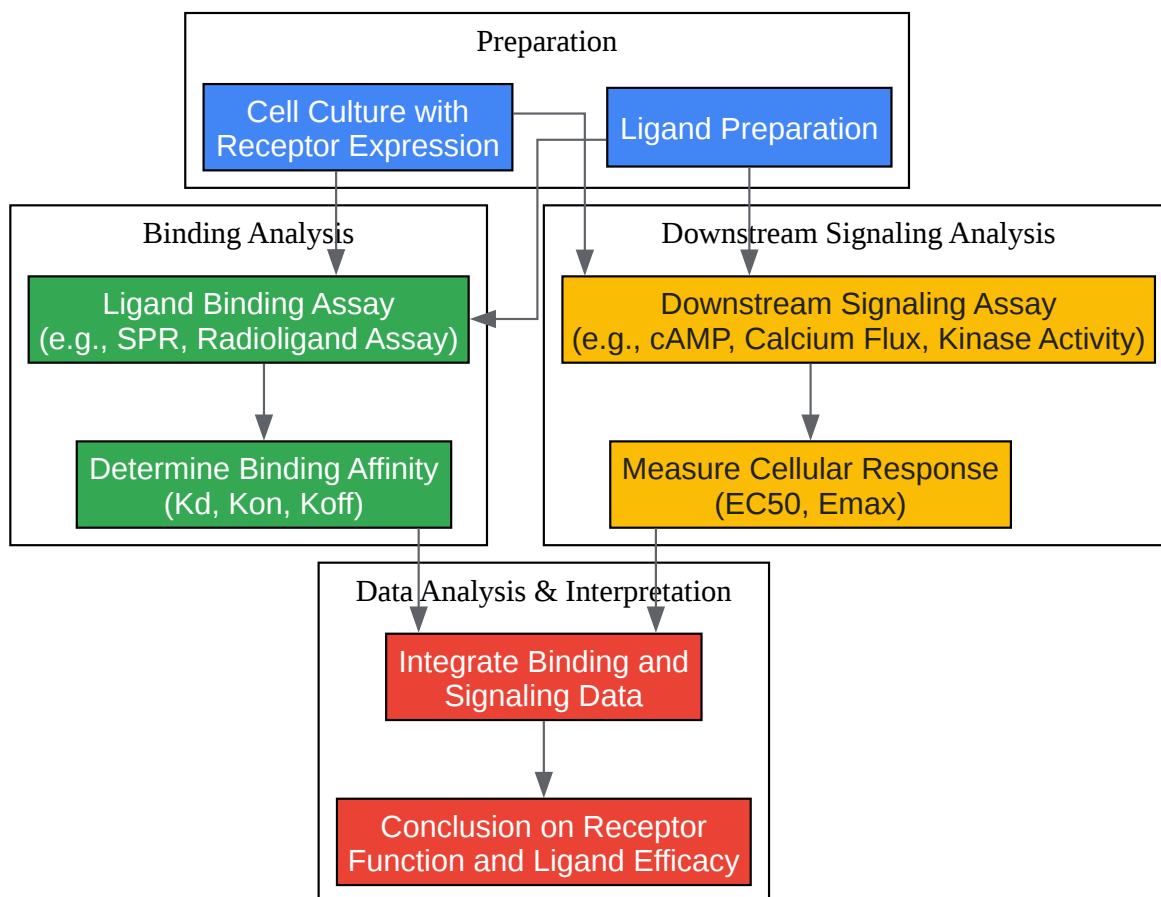 Preparation
Cell Culture with
Receptor Expression
Ligand Preparation
Binding Analysis
Ligand Binding Assay
(e.g., SPR, Radioligand Assay)
Determine Binding Affinity
(Kd, Kon, Koff)
Downstream Signaling Analysis
Downstream Signaling Assay
(e.g., cAMP, Calcium Flux, Kinase Activity)
Measure Cellular Response
(EC50, Emax)
Data Analysis & Interpretation
Integrate Binding and
Signaling Data
Conclusion on Receptor
Function and Ligand Efficacy